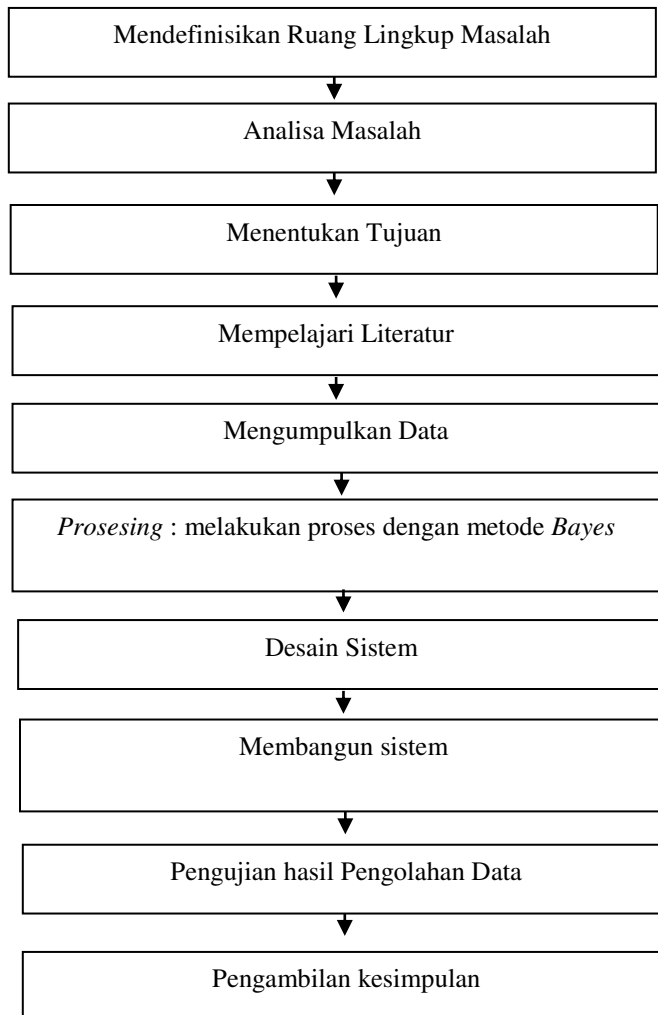 Mendefinisikan Ruang Lingkup Masalah
Analisa Masalah
Menentukan Tujuan
Mempelajari Literatur
Mengumpulkan Data
Prosesing : melakukan proses dengan metode Bayes
Desain Sistem
Membangun sistem
Pengujian hasil Pengolahan Data
Pengambilan kesimpulan